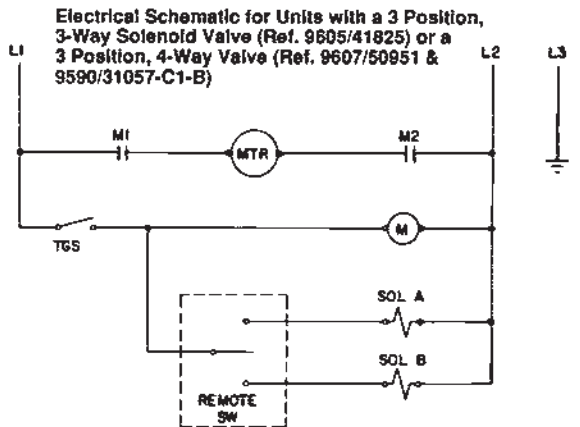 Electrical Schematic for Units with a 3 Position,
3-Way Solenoid Valve (Ref. 9605/41825) or a
3 Position, 4-Way Valve (Ref. 9607/50951 &
9590/31057-C1-B)
L1
L2
L3
M1
MTR
M2
TGS
M
SOL A
SOL B
REMOTE
SW